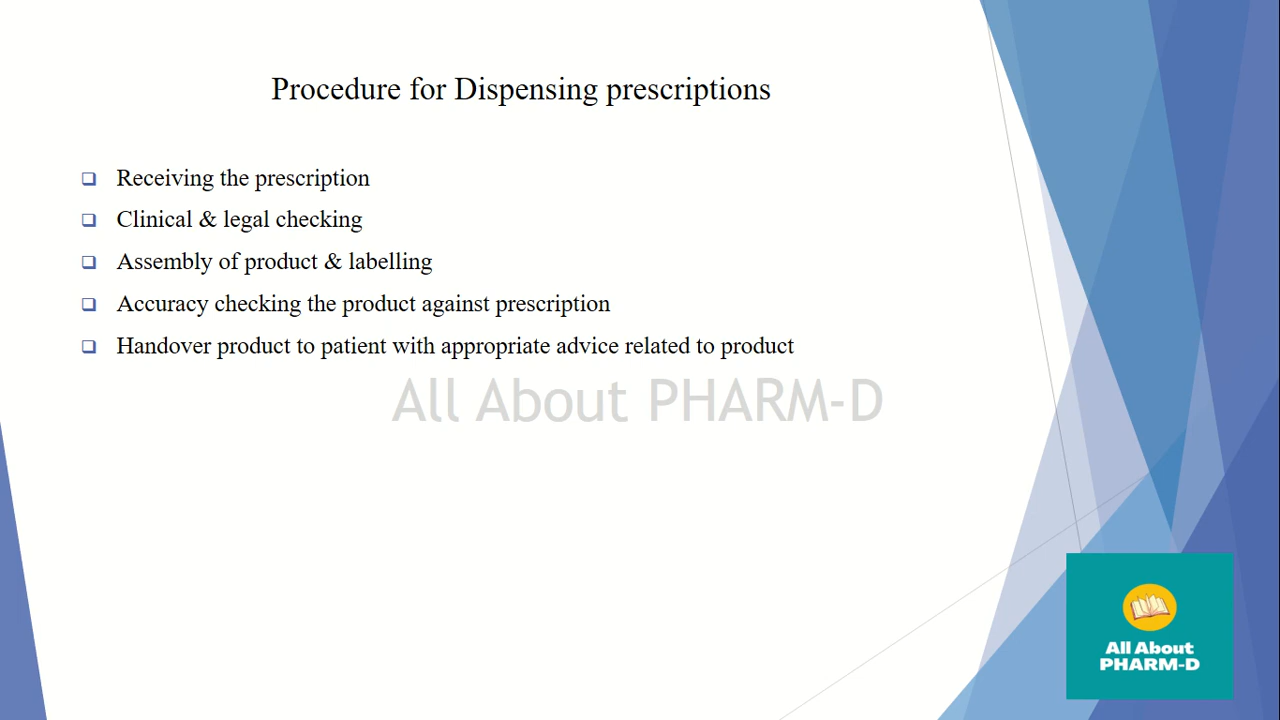 Procedure for Dispensing prescriptions
Receiving the prescription
Clinical & legal checking
Assembly of product & labelling
Accuracy checking the product against prescription
Handover product to patient with appropriate advice related to product
All About PHARM-D
All About
PHARM-D